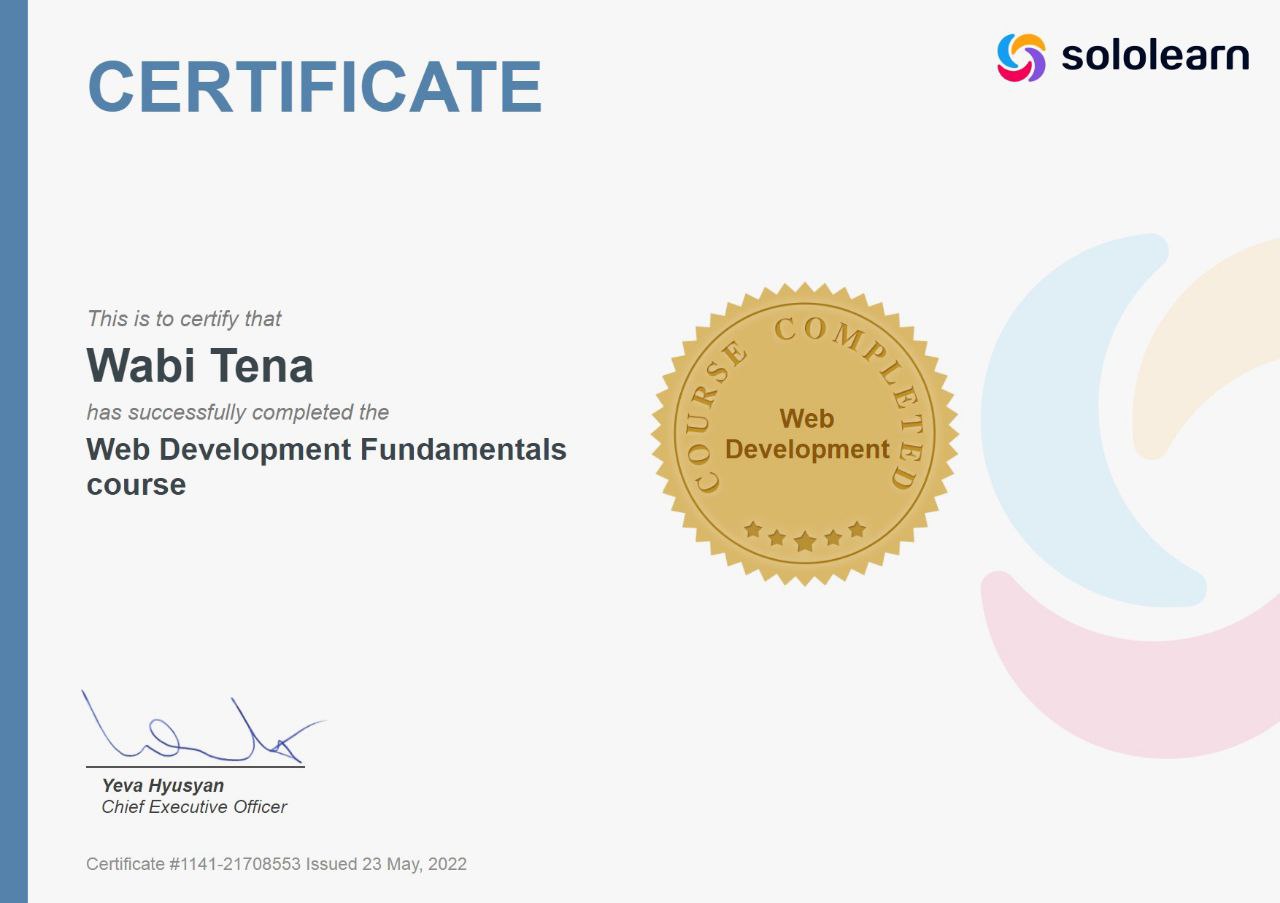 CERTIFICATE
sololearn
This is to certify that
Wabi Tena
has successfully completed the
Web Development Fundamentals
course
COURSE COMPLETED
Web
Development
Yeva Hyusyan
Chief Executive Officer
Certificate #1141-21708553 Issued 23 May, 2022